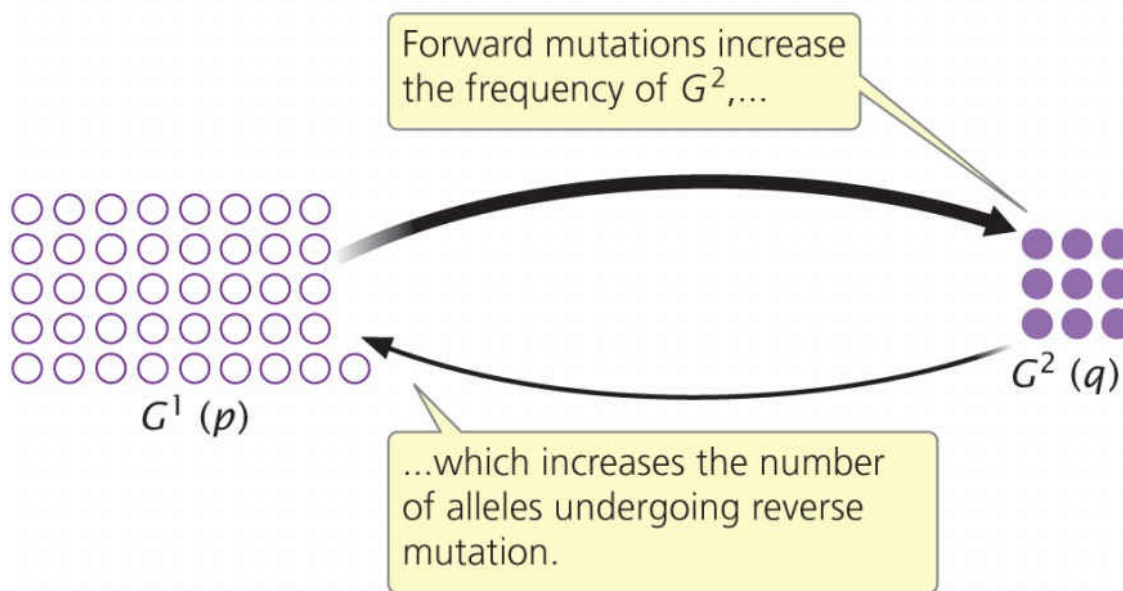 Forward mutations increase
the frequency of G²,...
G¹ (p)
G² (q)
...which increases the number
of alleles undergoing reverse
mutation.